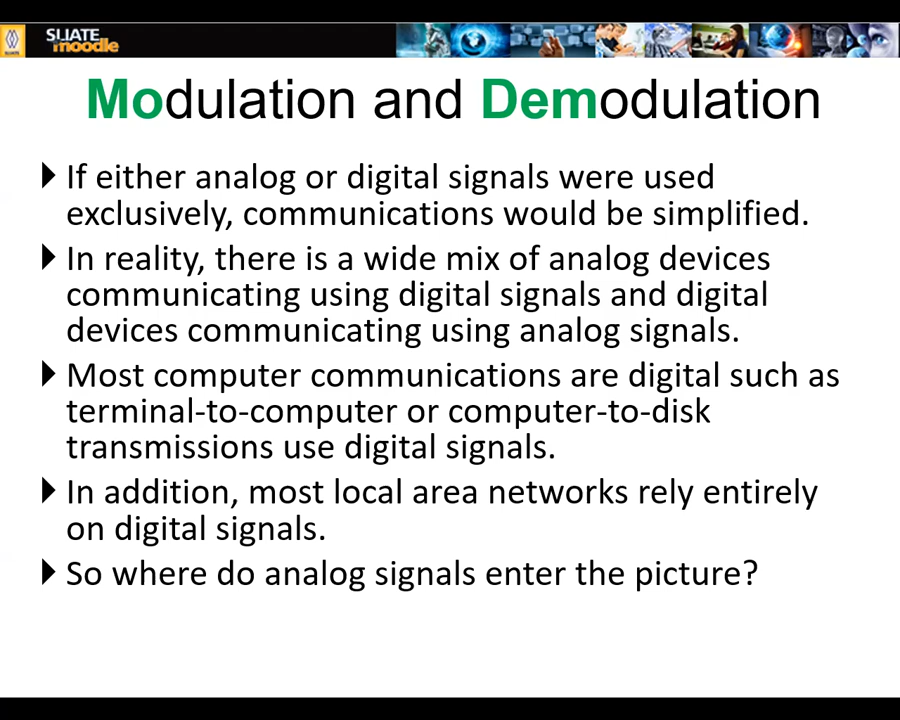 SLIATE
moodle
Modulation and Demodulation
If either analog or digital signals were used
exclusively, communications would be simplified.
In reality, there is a wide mix of analog devices
communicating using digital signals and digital
devices communicating using analog signals.
Most computer communications are digital such as
terminal-to-computer or computer-to-disk
transmissions use digital signals.
In addition, most local area networks rely entirely
on digital signals.
So where do analog signals enter the picture?